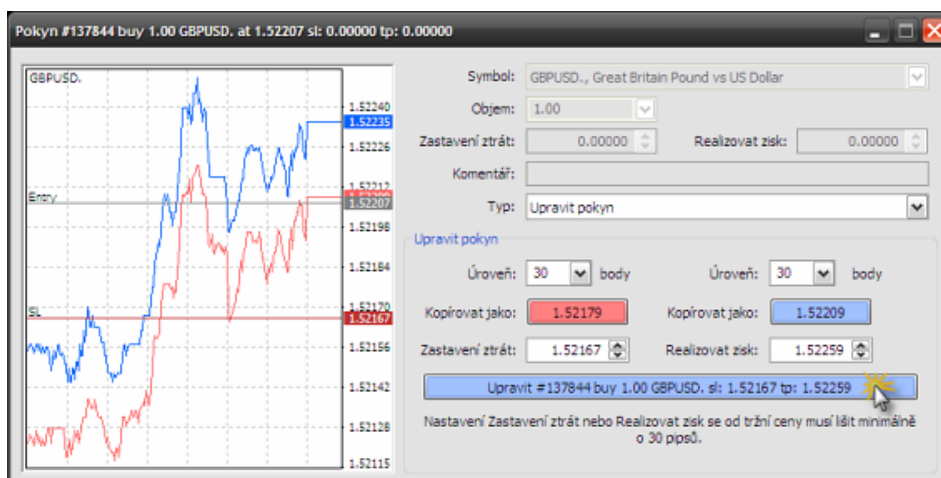 Pokyn #137844 buy 1.00 GBPUSD. at 1.52207 sl: 0.00000 tp: 0.00000
GBPUSD.
1.52240
1.52235
1.52226
1.52212
Entry
1.52207
1.52198
1.52184
1.52170
SL
1.52167
1.52156
1.52142
1.52128
1.52115
Symbol: GBPUSD., Great Britain Pound vs US Dollar
Objem: 1.00
Zastavení ztrát: 0.00000 Realizovat zisk: 0.00000
Komentář:
Typ: Upravit pokyn
Upravit pokyn
Úroveň: 30 body Úroveň: 30 body
Kopírovat jako: 1.52179 Kopírovat jako: 1.52209
Zastavení ztrát: 1.52167 Realizovat zisk: 1.52259
Upravit #137844 buy 1.00 GBPUSD. sl: 1.52167 tp: 1.52259
Nastavení Zastavení ztrát nebo Realizovat zisk se od tržní ceny musí lišit minimálně
o 30 pipsů.